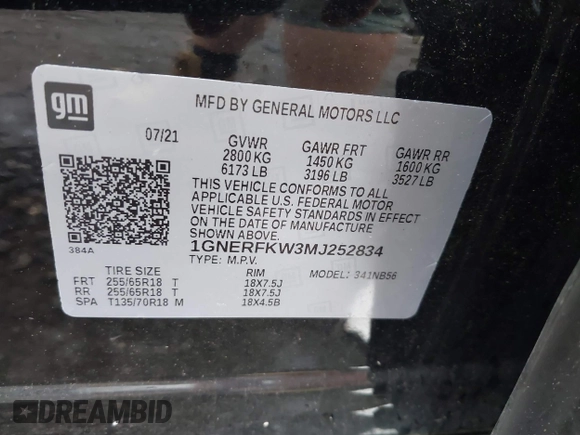 gm
MFD BY GENERAL MOTORS LLC
07/21 GVWR GAWR FRT GAWR RR
2800 KG 1450 KG 1600 KG
6173 LB 3196 LB 3527 LB
THIS VEHICLE CONFORMS TO ALL
APPLICABLE U.S. FEDERAL MOTOR
VEHICLE SAFETY STANDARDS IN EFFECT
ON THE DATE OF MANUFACTURE
SHOWN ABOVE.
384A
1GNERFKW3MJ252834
TYPE: M.P.V. MODEL: 341NB56
TIRE SIZE RIM
FRT 255/65R18 T 18X7.5J
RR 255/65R18 T 18X7.5J
SPA T135/70R18 M 18X4.5B
DREAMBID